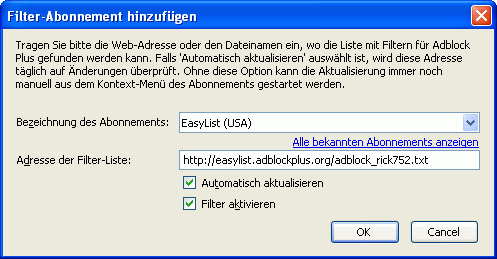 Filter-Abonnement hinzufügen
Tragen Sie bitte die Web-Adresse oder den Dateinamen ein, wo die Liste mit Filtern für Adblock
Plus gefunden werden kann. Falls 'Automatisch aktualisieren' auswählt ist, wird diese Adresse
täglich auf Änderungen überprüft. Ohne diese Option kann die Aktualisierung immer noch
manuell aus dem Kontext-Menü des Abonnements gestartet werden.
Bezeichnung des Abonnements: EasyList (USA)
Alle bekannten Abonnements anzeigen
Adresse der Filter-Liste: http://easylist.adblockplus.org/adblock_rick752.txt
Automatisch aktualisieren
Filter aktivieren
OK Cancel